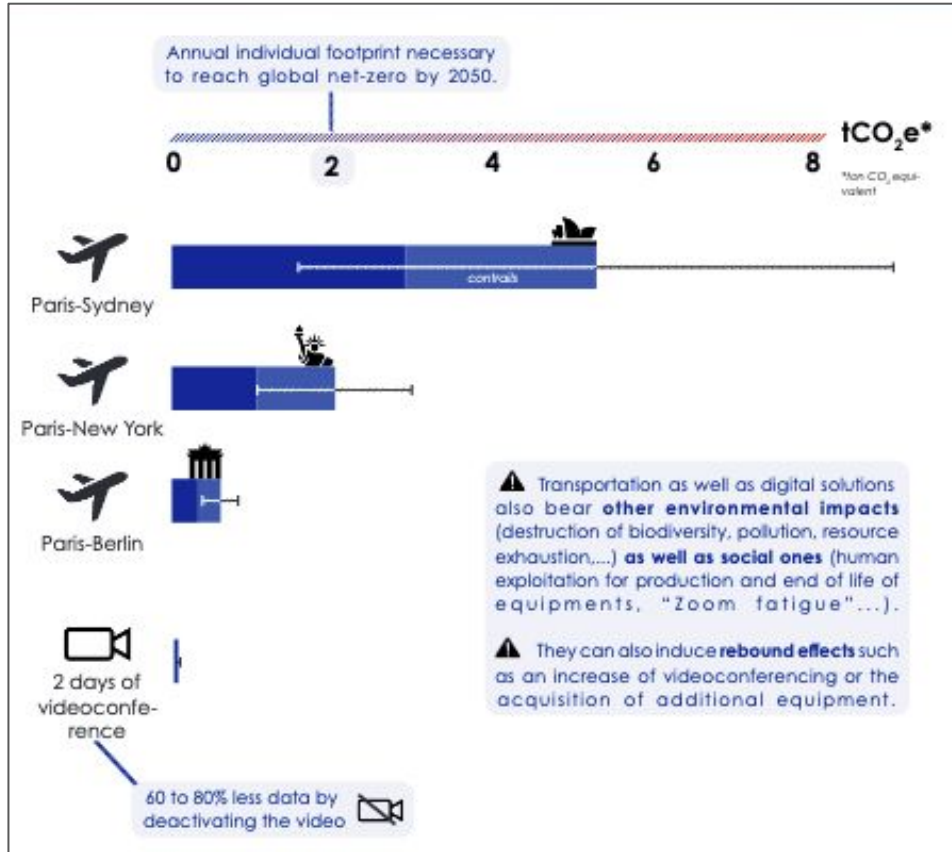 Annual individual footprint necessary
to reach global net-zero by 2050.
tCO₂e*
0 2 4 6 8
*ton CO₂ equi-
valent
Paris-Sydney
contrails
Paris-New York
Paris-Berlin
Transportation as well as digital solutions
also bear other environmental impacts
(destruction of biodiversity, pollution, resource
exhaustion,...) as well as social ones (human
exploitation for production and end of life of
equipments, “Zoom fatigue”...).
They can also induce rebound effects such
as an increase of videoconferencing or the
acquisition of additional equipment.
2 days of
videoconfe-
rence
60 to 80% less data by
deactivating the video